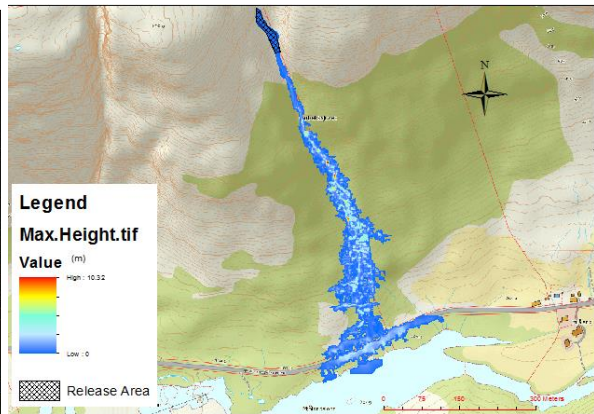 N
Legend
Max.Height.tif
Value (m)
High : 10.32
Low : 0
Release Area
0 75 150 300 Meters